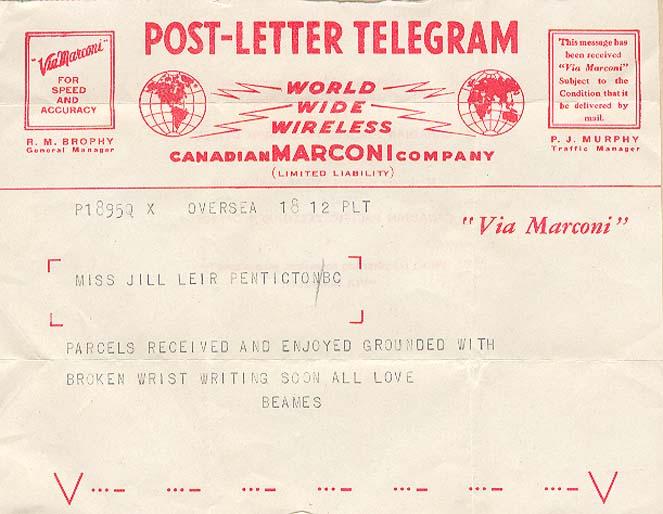 POST-LETTER TELEGRAM
"Via Marconi"
FOR
SPEED
AND
ACCURACY
R. M. BROPHY
General Manager
WORLD
WIDE
WIRELESS
CANADIAN MARCONI COMPANY
(LIMITED LIABILITY)
This message has
been received
"Via Marconi"
Subject to the
Condition that it
be delivered by
mail.
P. J. MURPHY
Traffic Manager
P1895Q X OVERSEA 18 12 PLT
"Via Marconi"
MISS JILL LEIR PENTICTONBC
PARCELS RECEIVED AND ENJOYED GROUNDED WITH
BROKEN WRIST WRITING SOON ALL LOVE
BEAMES
V ...— ...— ...— ...— ...— ...— ...— V